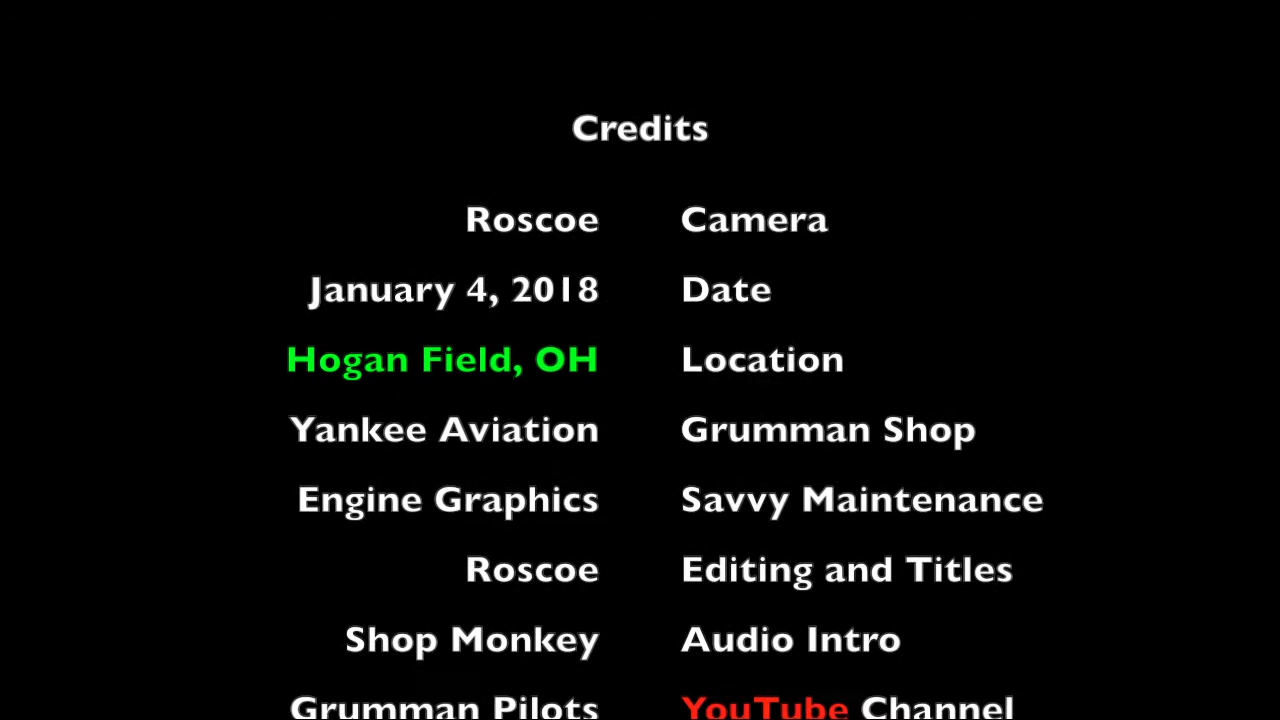 Credits
Roscoe Camera
January 4, 2018 Date
Hogan Field, OH Location
Yankee Aviation Grumman Shop
Engine Graphics Savvy Maintenance
Roscoe Editing and Titles
Shop Monkey Audio Intro
Grumman Pilots YouTube Channel